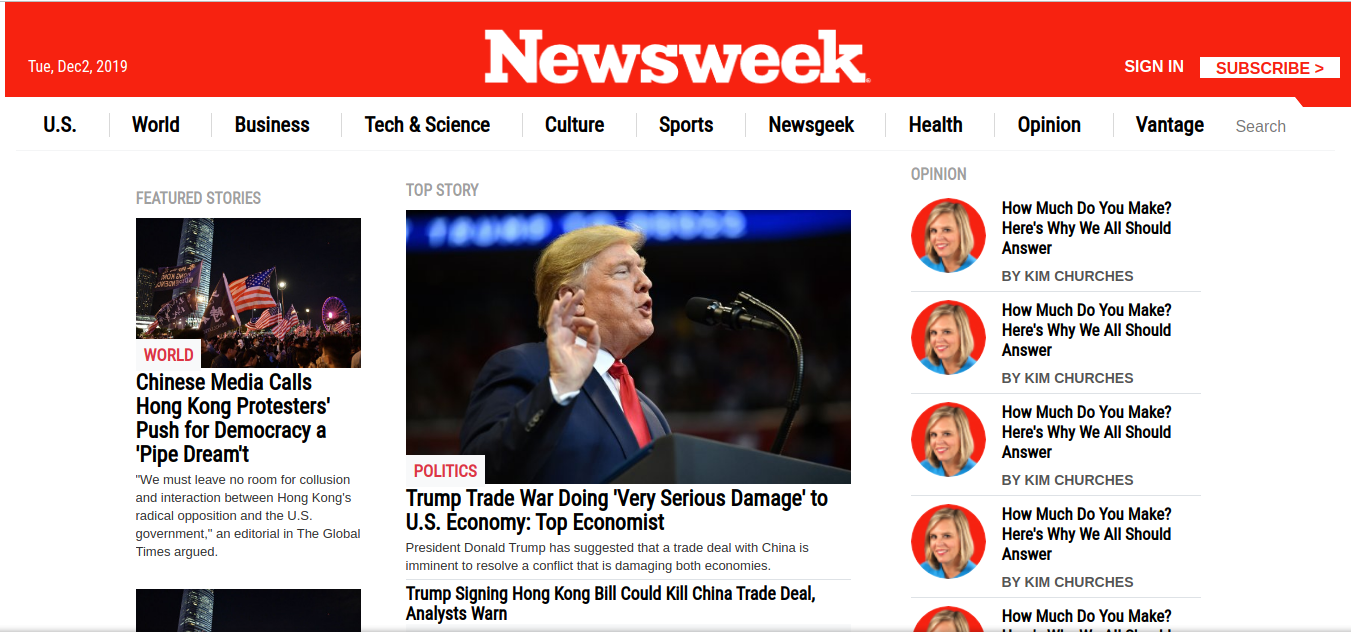 Newsweek
Tue, Dec2, 2019
SIGN IN
SUBSCRIBE >
U.S.
World
Business
Tech & Science
Culture
Sports
Newsgeek
Health
Opinion
Vantage
Search
FEATURED STORIES
WORLD
Chinese Media Calls
Hong Kong Protesters'
Push for Democracy a
'Pipe Dream't
"We must leave no room for collusion
and interaction between Hong Kong's
radical opposition and the U.S.
government," an editorial in The Global
Times argued.
TOP STORY
POLITICS
Trump Trade War Doing 'Very Serious Damage' to
U.S. Economy: Top Economist
President Donald Trump has suggested that a trade deal with China is
imminent to resolve a conflict that is damaging both economies.
Trump Signing Hong Kong Bill Could Kill China Trade Deal,
Analysts Warn
OPINION
How Much Do You Make?
Here's Why We All Should
Answer
BY KIM CHURCHES
How Much Do You Make?
Here's Why We All Should
Answer
BY KIM CHURCHES
How Much Do You Make?
Here's Why We All Should
Answer
BY KIM CHURCHES
How Much Do You Make?
Here's Why We All Should
Answer
BY KIM CHURCHES
How Much Do You Make?